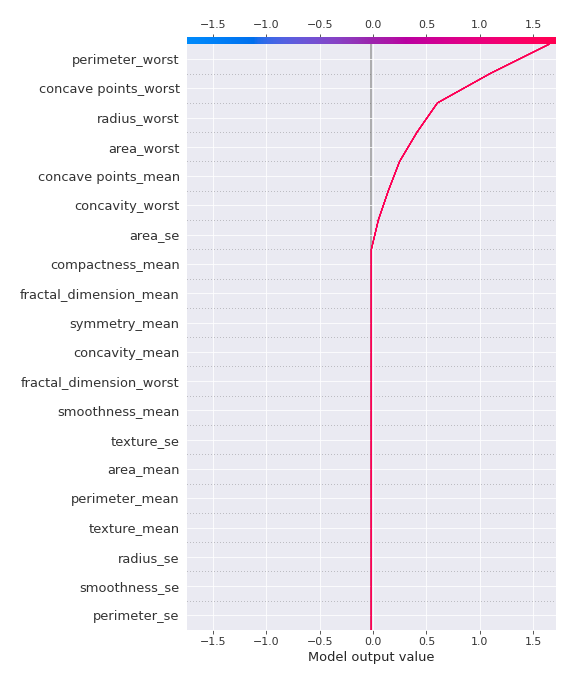 −1.5 −1.0 −0.5 0.0 0.5 1.0 1.5
perimeter_worst
concave points_worst
radius_worst
area_worst
concave points_mean
concavity_worst
area_se
compactness_mean
fractal_dimension_mean
symmetry_mean
concavity_mean
fractal_dimension_worst
smoothness_mean
texture_se
area_mean
perimeter_mean
texture_mean
radius_se
smoothness_se
perimeter_se
−1.5 −1.0 −0.5 0.0 0.5 1.0 1.5
Model output value